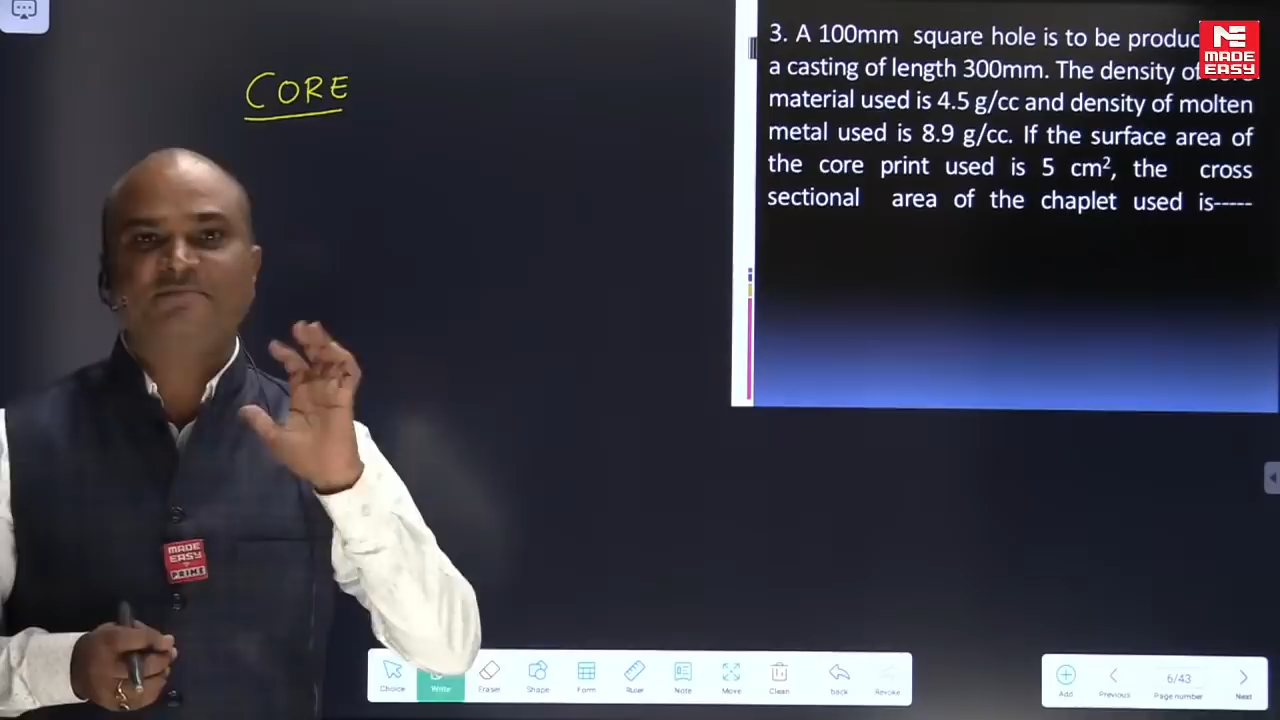 CORE
3. A 100mm square hole is to be produc
a casting of length 300mm. The density of core
material used is 4.5 g/cc and density of molten
metal used is 8.9 g/cc. If the surface area of
the core print used is 5 cm², the cross
sectional area of the chaplet used is-----
MADE
EASY
MADE
EASY
PRIME
Choice
Write
Eraser
Shape
Form
Ruler
Note
Move
Clean
back
Revoke
Add
Previous
6/43
Page number
Next